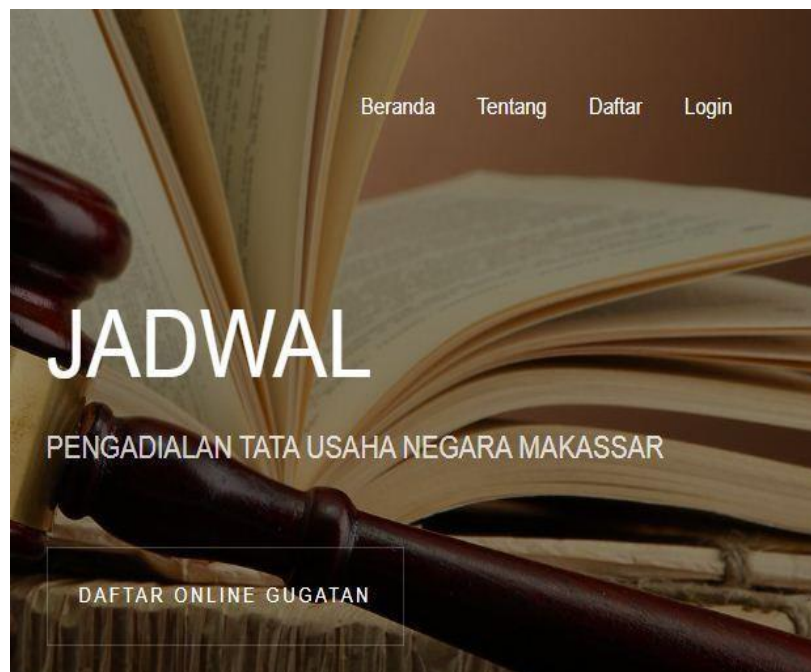 Beranda Tentang Daftar Login
JADWAL
PENGADIALAN TATA USAHA NEGARA MAKASSAR
DAFTAR ONLINE GUGATAN